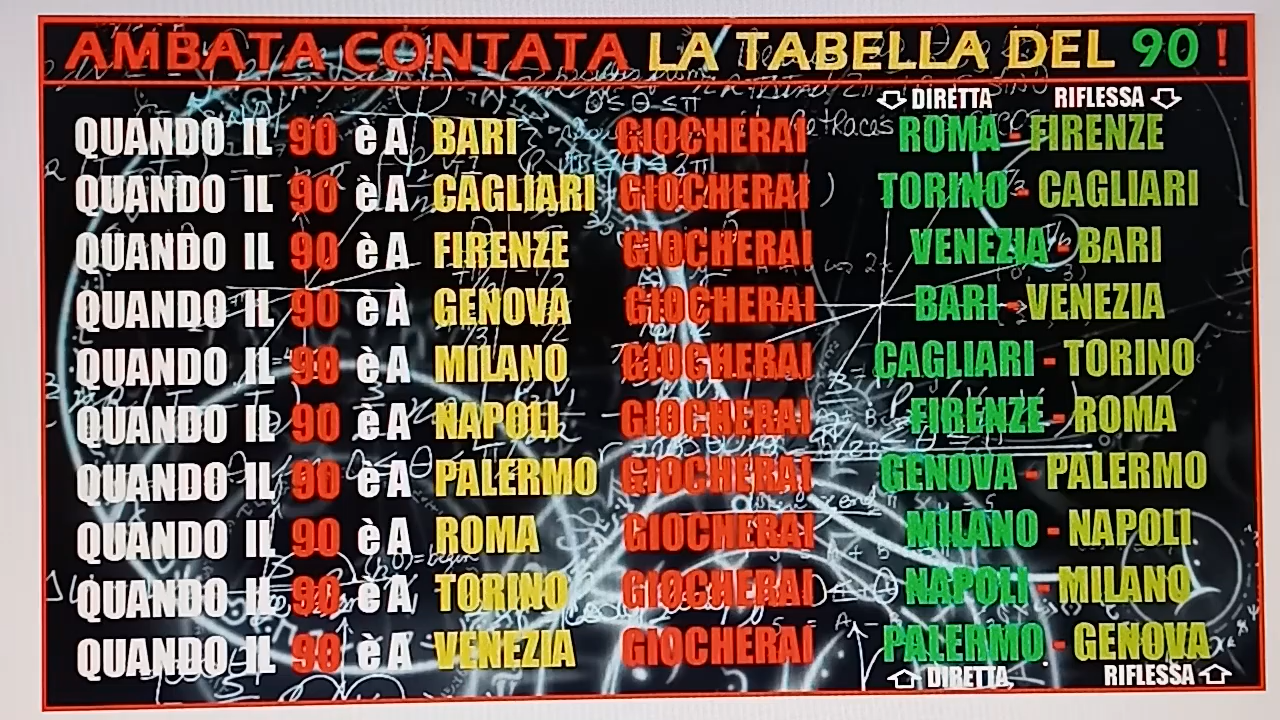 AMBATA CONTATA LA TABELLA DEL 90 !
DIRETTA RIFLESSA
QUANDO IL 90 è A BARI GIOCHERAI ROMA - FIRENZE
QUANDO IL 90 è A CAGLIARI GIOCHERAI TORINO - CAGLIARI
QUANDO IL 90 è A FIRENZE GIOCHERAI VENEZIA - BARI
QUANDO IL 90 è À GENOVA GIOCHERAI BARI - VENEZIA
QUANDO IL 90 è A MILANO GIOCHERAI CAGLIARI - TORINO
QUANDO IL 90 è A NAPOLI GIOCHERAI FIRENZE - ROMA
QUANDO IL 90 è A PALERMO GIOCHERAI GENOVA - PALERMO
QUANDO IL 90 è A ROMA GIOCHERAI MILANO - NAPOLI
QUANDO IL 90 è A TORINO GIOCHERAI NAPOLI - MILANO
QUANDO IL 90 è A VENEZIA GIOCHERAI PALERMO - GENOVA
DIRETTA RIFLESSA